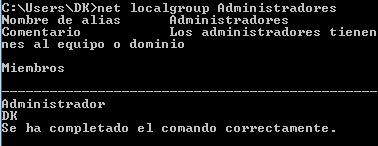 C:\Users\DK>net localgroup Administradores
Nombre de alias Administradores
Comentario Los administradores tienen
nes al equipo o dominio
Miembros
-------------------------------------------------
Administrador
DK
Se ha completado el comando correctamente.